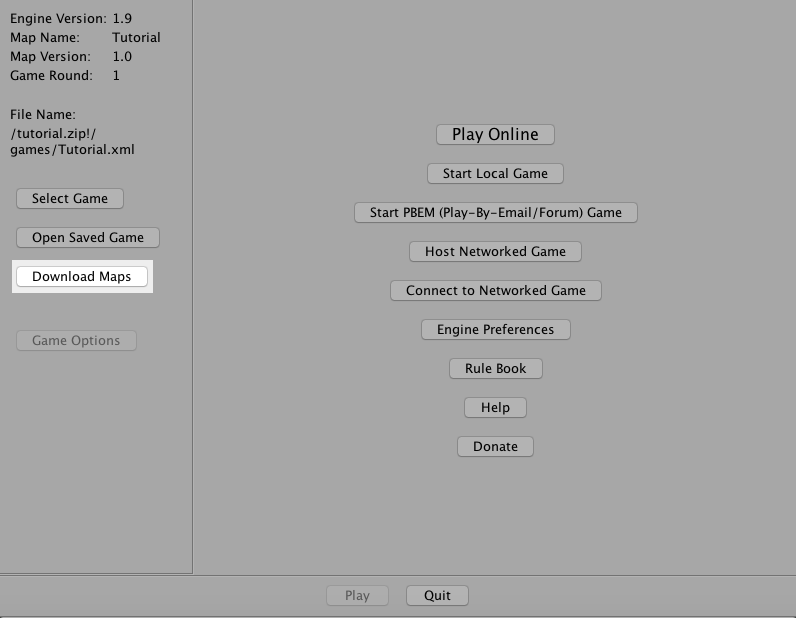 Engine Version: 1.9
Map Name: Tutorial
Map Version: 1.0
Game Round: 1
File Name:
/tutorial.zip!/
games/Tutorial.xml
Select Game
Open Saved Game
Download Maps
Game Options
Play Online
Start Local Game
Start PBEM (Play-By-Email/Forum) Game
Host Networked Game
Connect to Networked Game
Engine Preferences
Rule Book
Help
Donate
Play
Quit